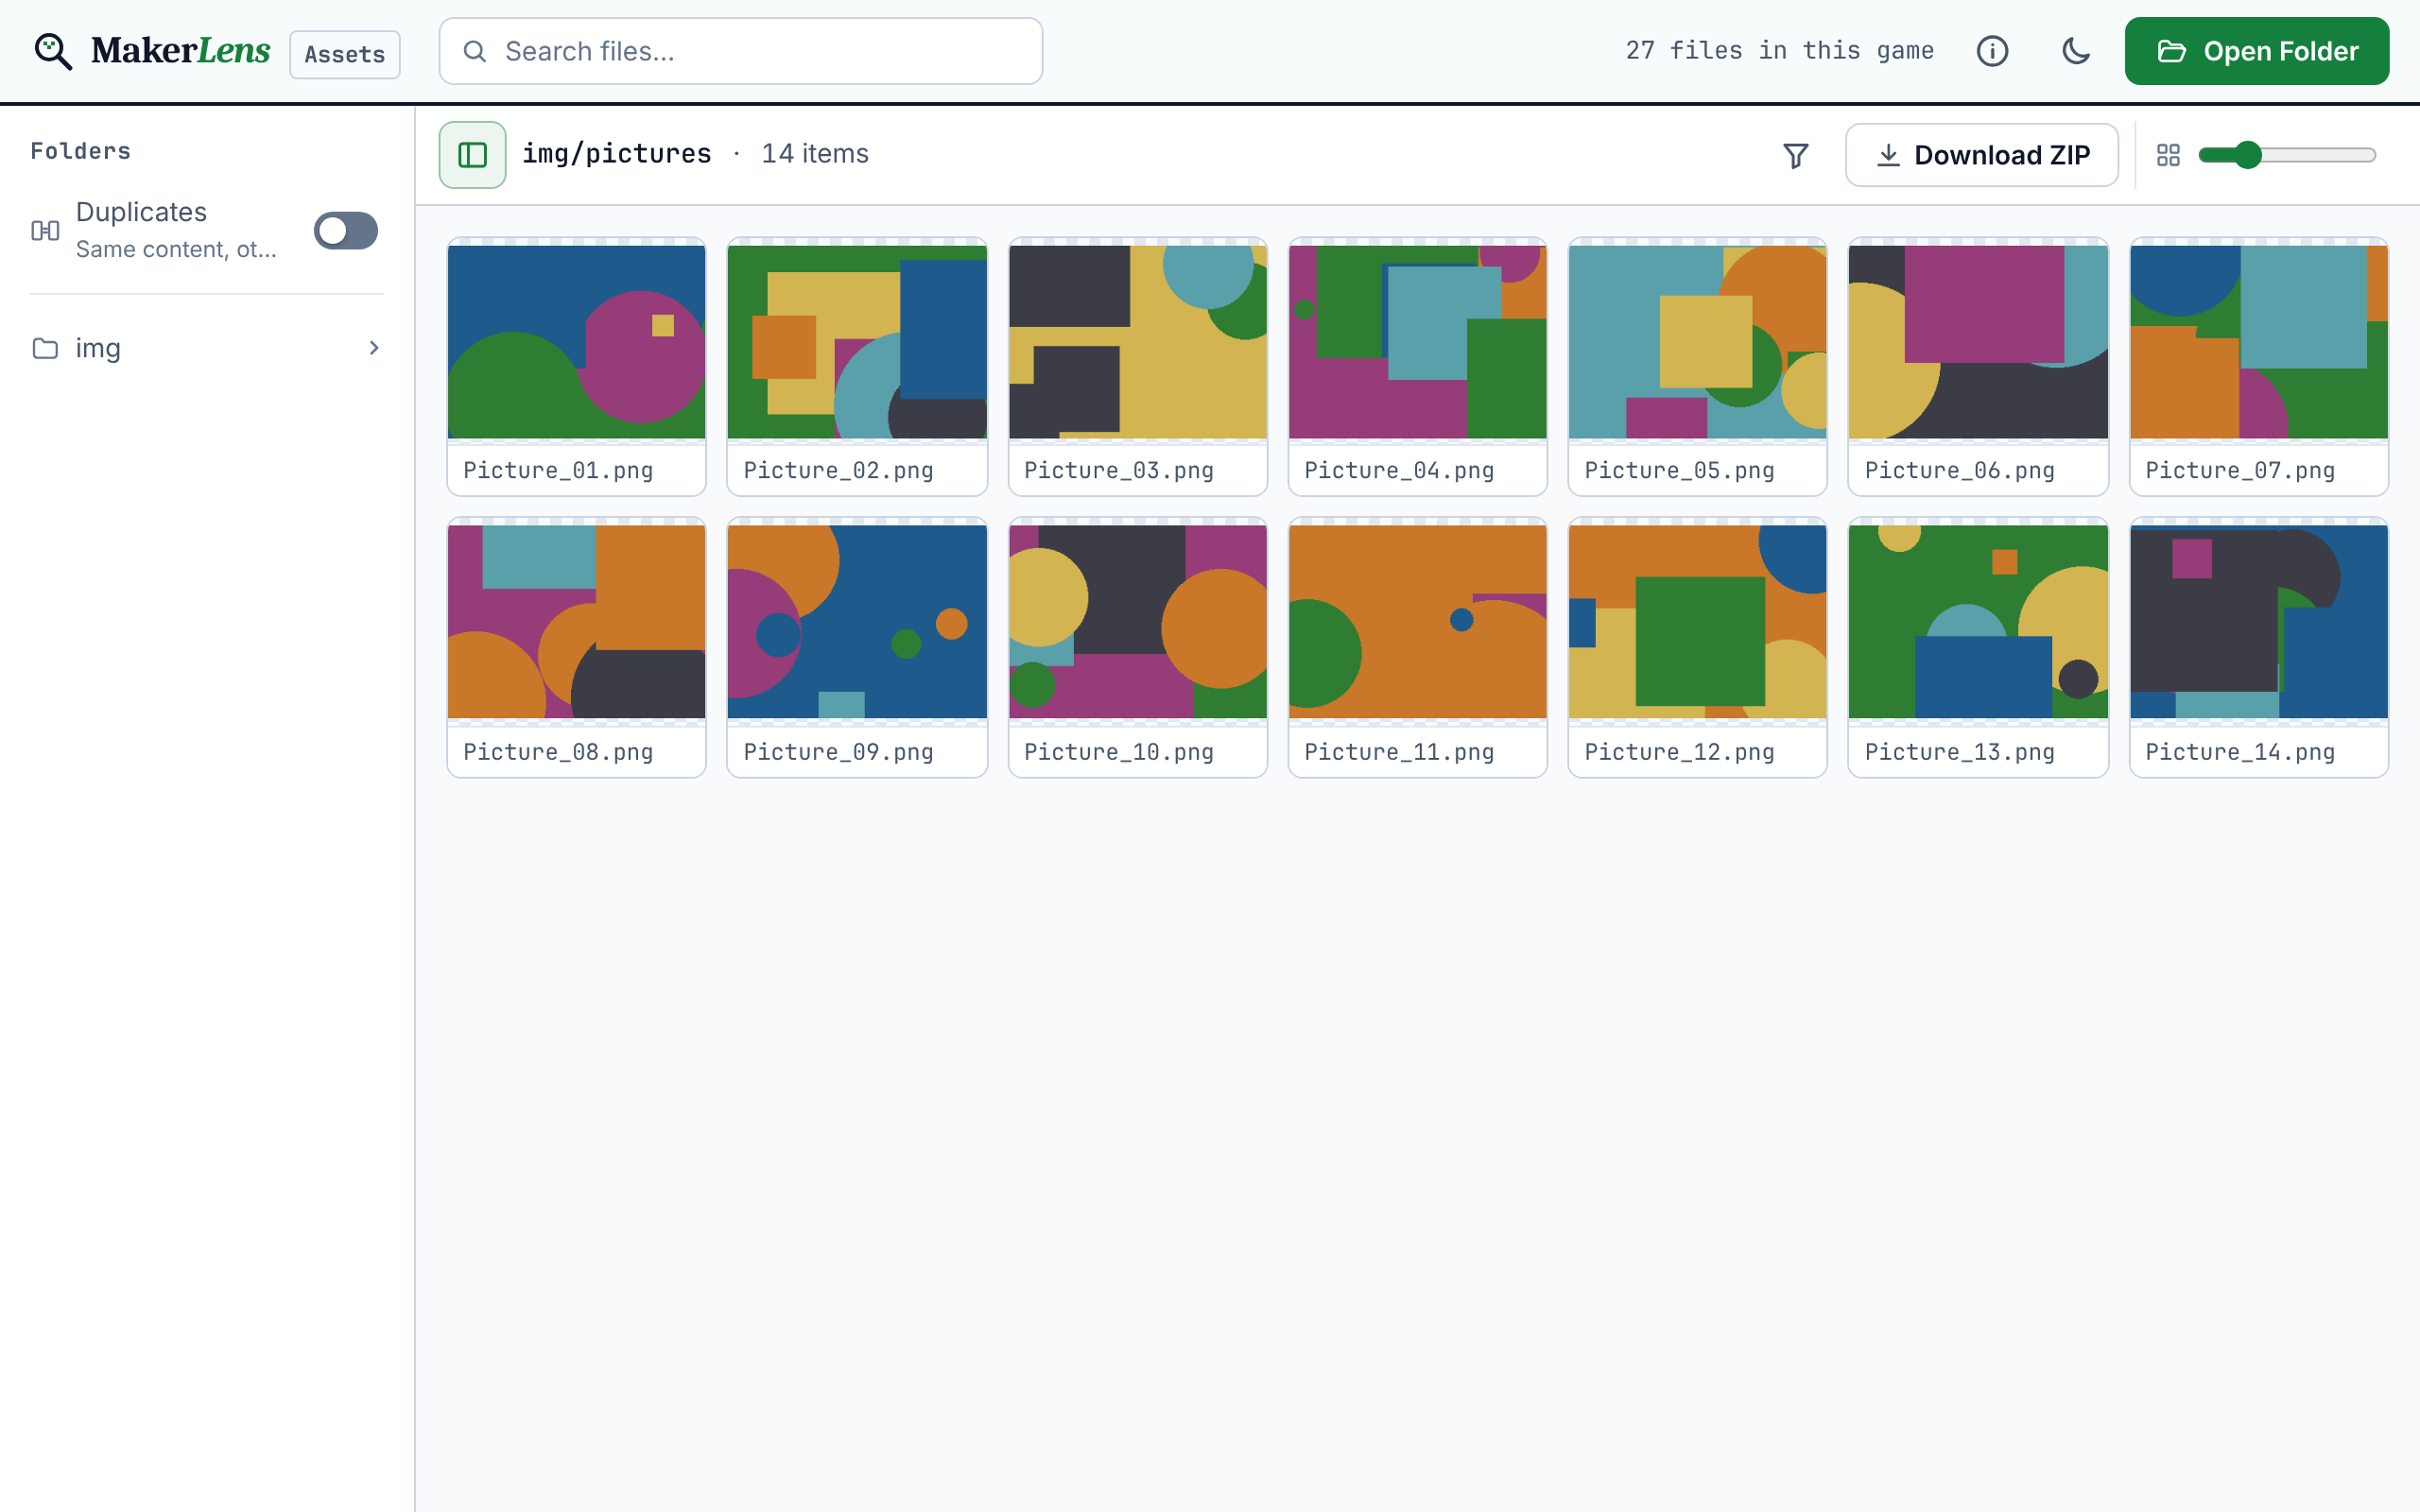 MakerLens Assets Search files... 27 files in this game Open Folder
Folders
Duplicates
Same content, ot...
img
img/pictures · 14 items Download ZIP
Picture_01.png Picture_02.png Picture_03.png Picture_04.png Picture_05.png Picture_06.png Picture_07.png
Picture_08.png Picture_09.png Picture_10.png Picture_11.png Picture_12.png Picture_13.png Picture_14.png